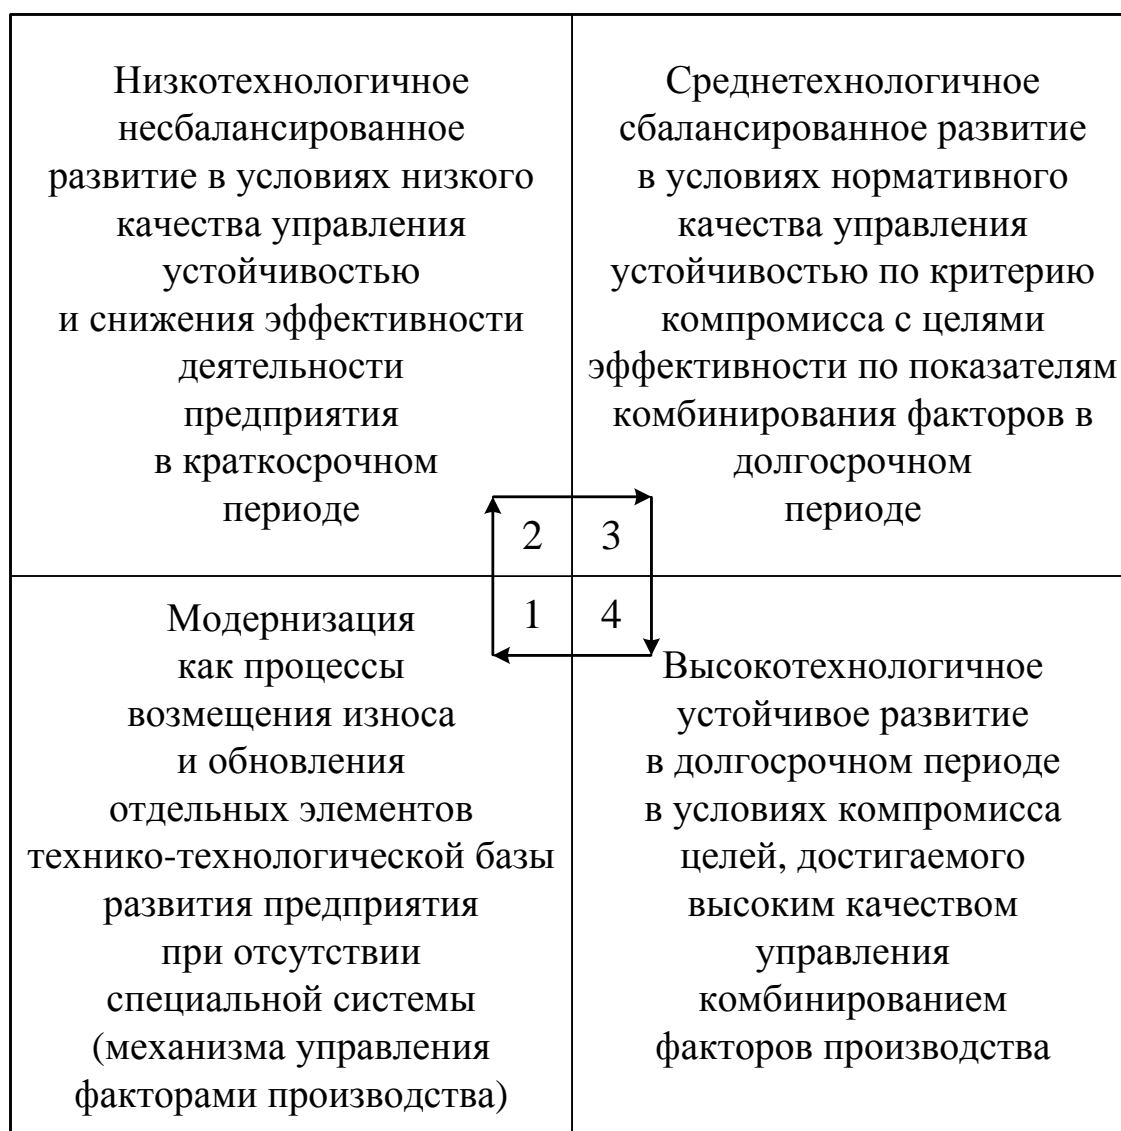 Низкотехнологичное
несбалансированное
развитие в условиях низкого
качества управления
устойчивостью
и снижения эффективности
деятельности
предприятия
в краткосрочном
периоде
2
Среднетехнологичное
сбалансированное развитие
в условиях нормативного
качества управления
устойчивостью по критерию
компромисса с целями
эффективности по показателям
комбинирования факторов в
долгосрочном
периоде
3
1
Модернизация
как процессы
возмещения износа
и обновления
отдельных элементов
технико-технологической базы
развития предприятия
при отсутствии
специальной системы
(механизма управления
факторами производства)
4
Высокотехнологичное
устойчивое развитие
в долгосрочном периоде
в условиях компромисса
целей, достигаемого
высоким качеством
управления
комбинированием
факторов производства